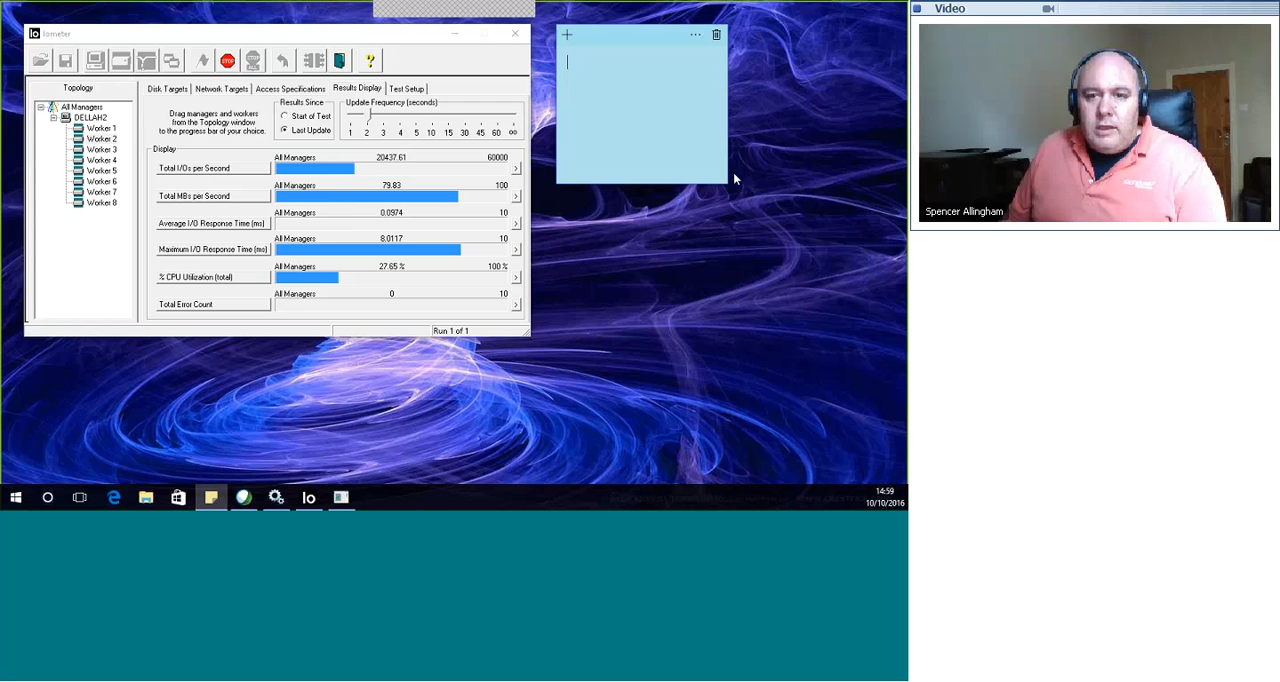 Iometer
Topology
All Managers
DELLAH2
Worker 1
Worker 2
Worker 3
Worker 4
Worker 5
Worker 6
Worker 7
Worker 8
Disk Targets
Network Targets
Access Specifications
Results Display
Test Setup
Drag managers and workers
from the Topology window
to the progress bar of your choice.
Results Since
Start of Test
Last Update
Update Frequency (seconds)
1 2 3 4 5 10 15 30 45 60 ∞
Display
All Managers 20437.61 60000
Total I/Os per Second
All Managers 79.83 100
Total MBs per Second
All Managers 0.0974 10
Average I/O Response Time (ms)
All Managers 8.0117 10
Maximum I/O Response Time (ms)
All Managers 27.65 % 100 %
% CPU Utilization (total)
All Managers 0 10
Total Error Count
Run 1 of 1
14:59
10/10/2016
Video
Spencer Allingham